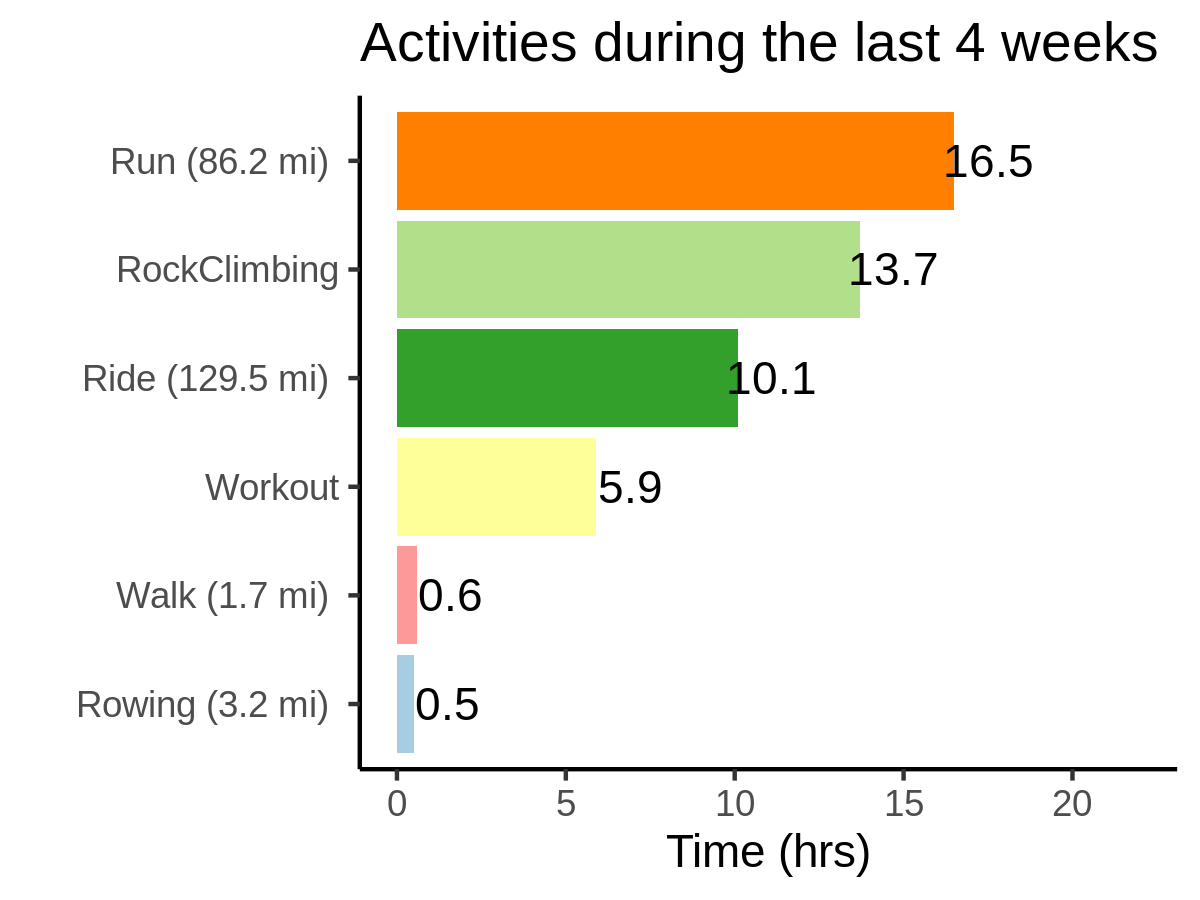 Activities during the last 4 weeks
Run (86.2 mi)
16.5
RockClimbing
13.7
Ride (129.5 mi)
10.1
Workout
5.9
Walk (1.7 mi)
0.6
Rowing (3.2 mi)
0.5
0 5 10 15 20
Time (hrs)